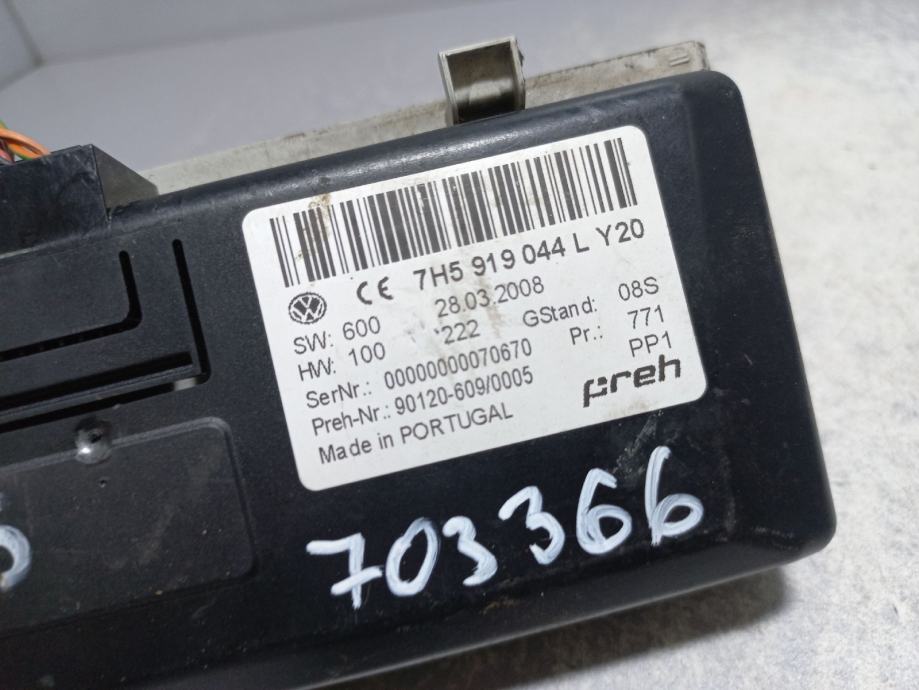 7H5 919 044 L Y20
CE 28.03.2008 GStand: 08S
SW: 600 222 Pr.: 771
HW: 100 PP1
SerNr.: 00000000070670
Preh-Nr.: 90120-609/0005 preh
Made in PORTUGAL
703366